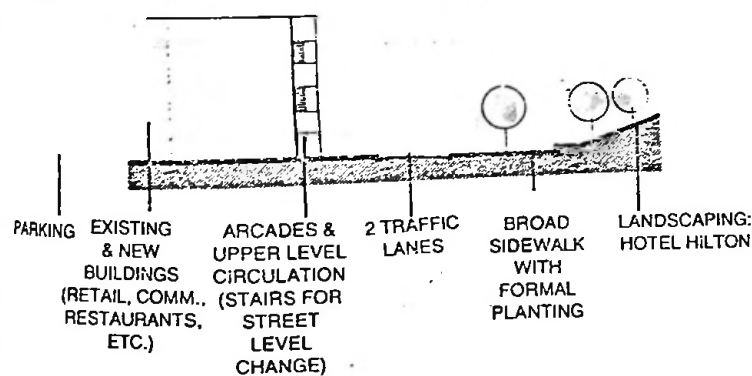 PARKING
EXISTING
& NEW
BUILDINGS
(RETAIL, COMM.,
RESTAURANTS,
ETC.)
ARCADES &
UPPER LEVEL
CIRCULATION
(STAIRS FOR
STREET
LEVEL
CHANGE)
2 TRAFFIC
LANES
BROAD
SIDEWALK
WITH
FORMAL
PLANTING
LANDSCAPING:
HOTEL HILTON